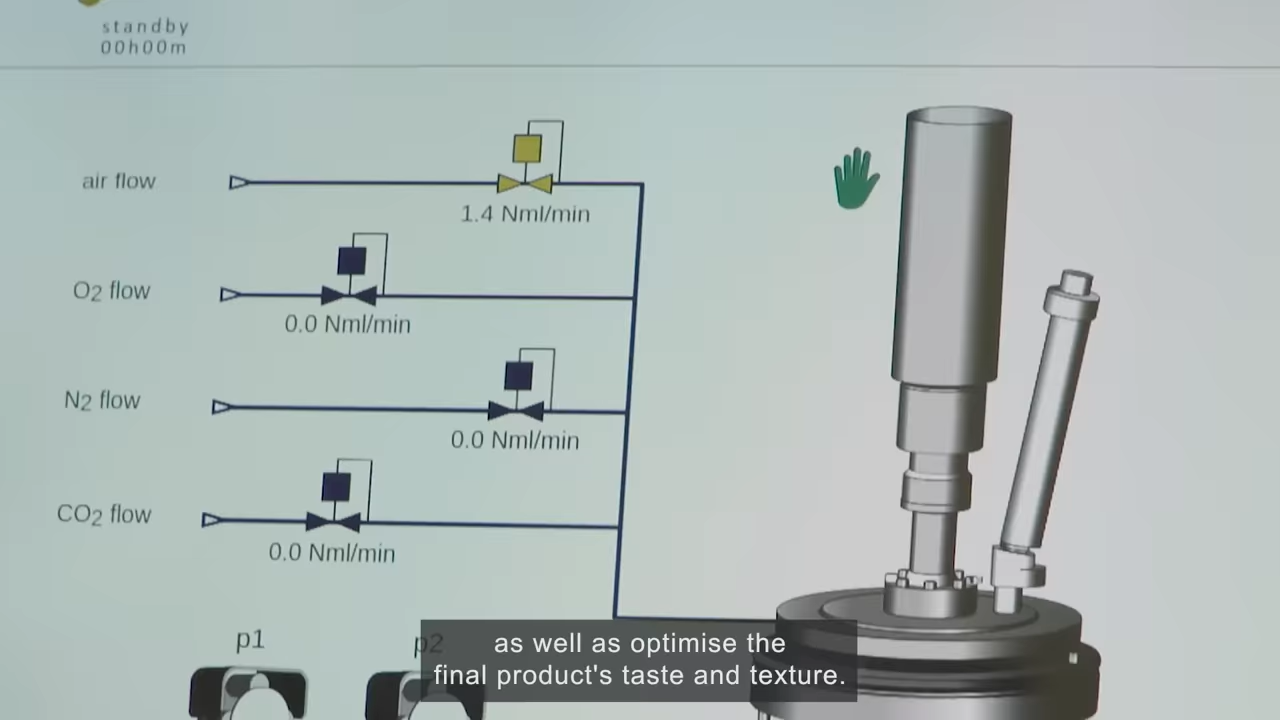 standby
00h00m
air flow
1.4 Nml/min
O2 flow
0.0 Nml/min
N2 flow
0.0 Nml/min
CO2 flow
0.0 Nml/min
p1
p2
as well as optimise the
final product's taste and texture.